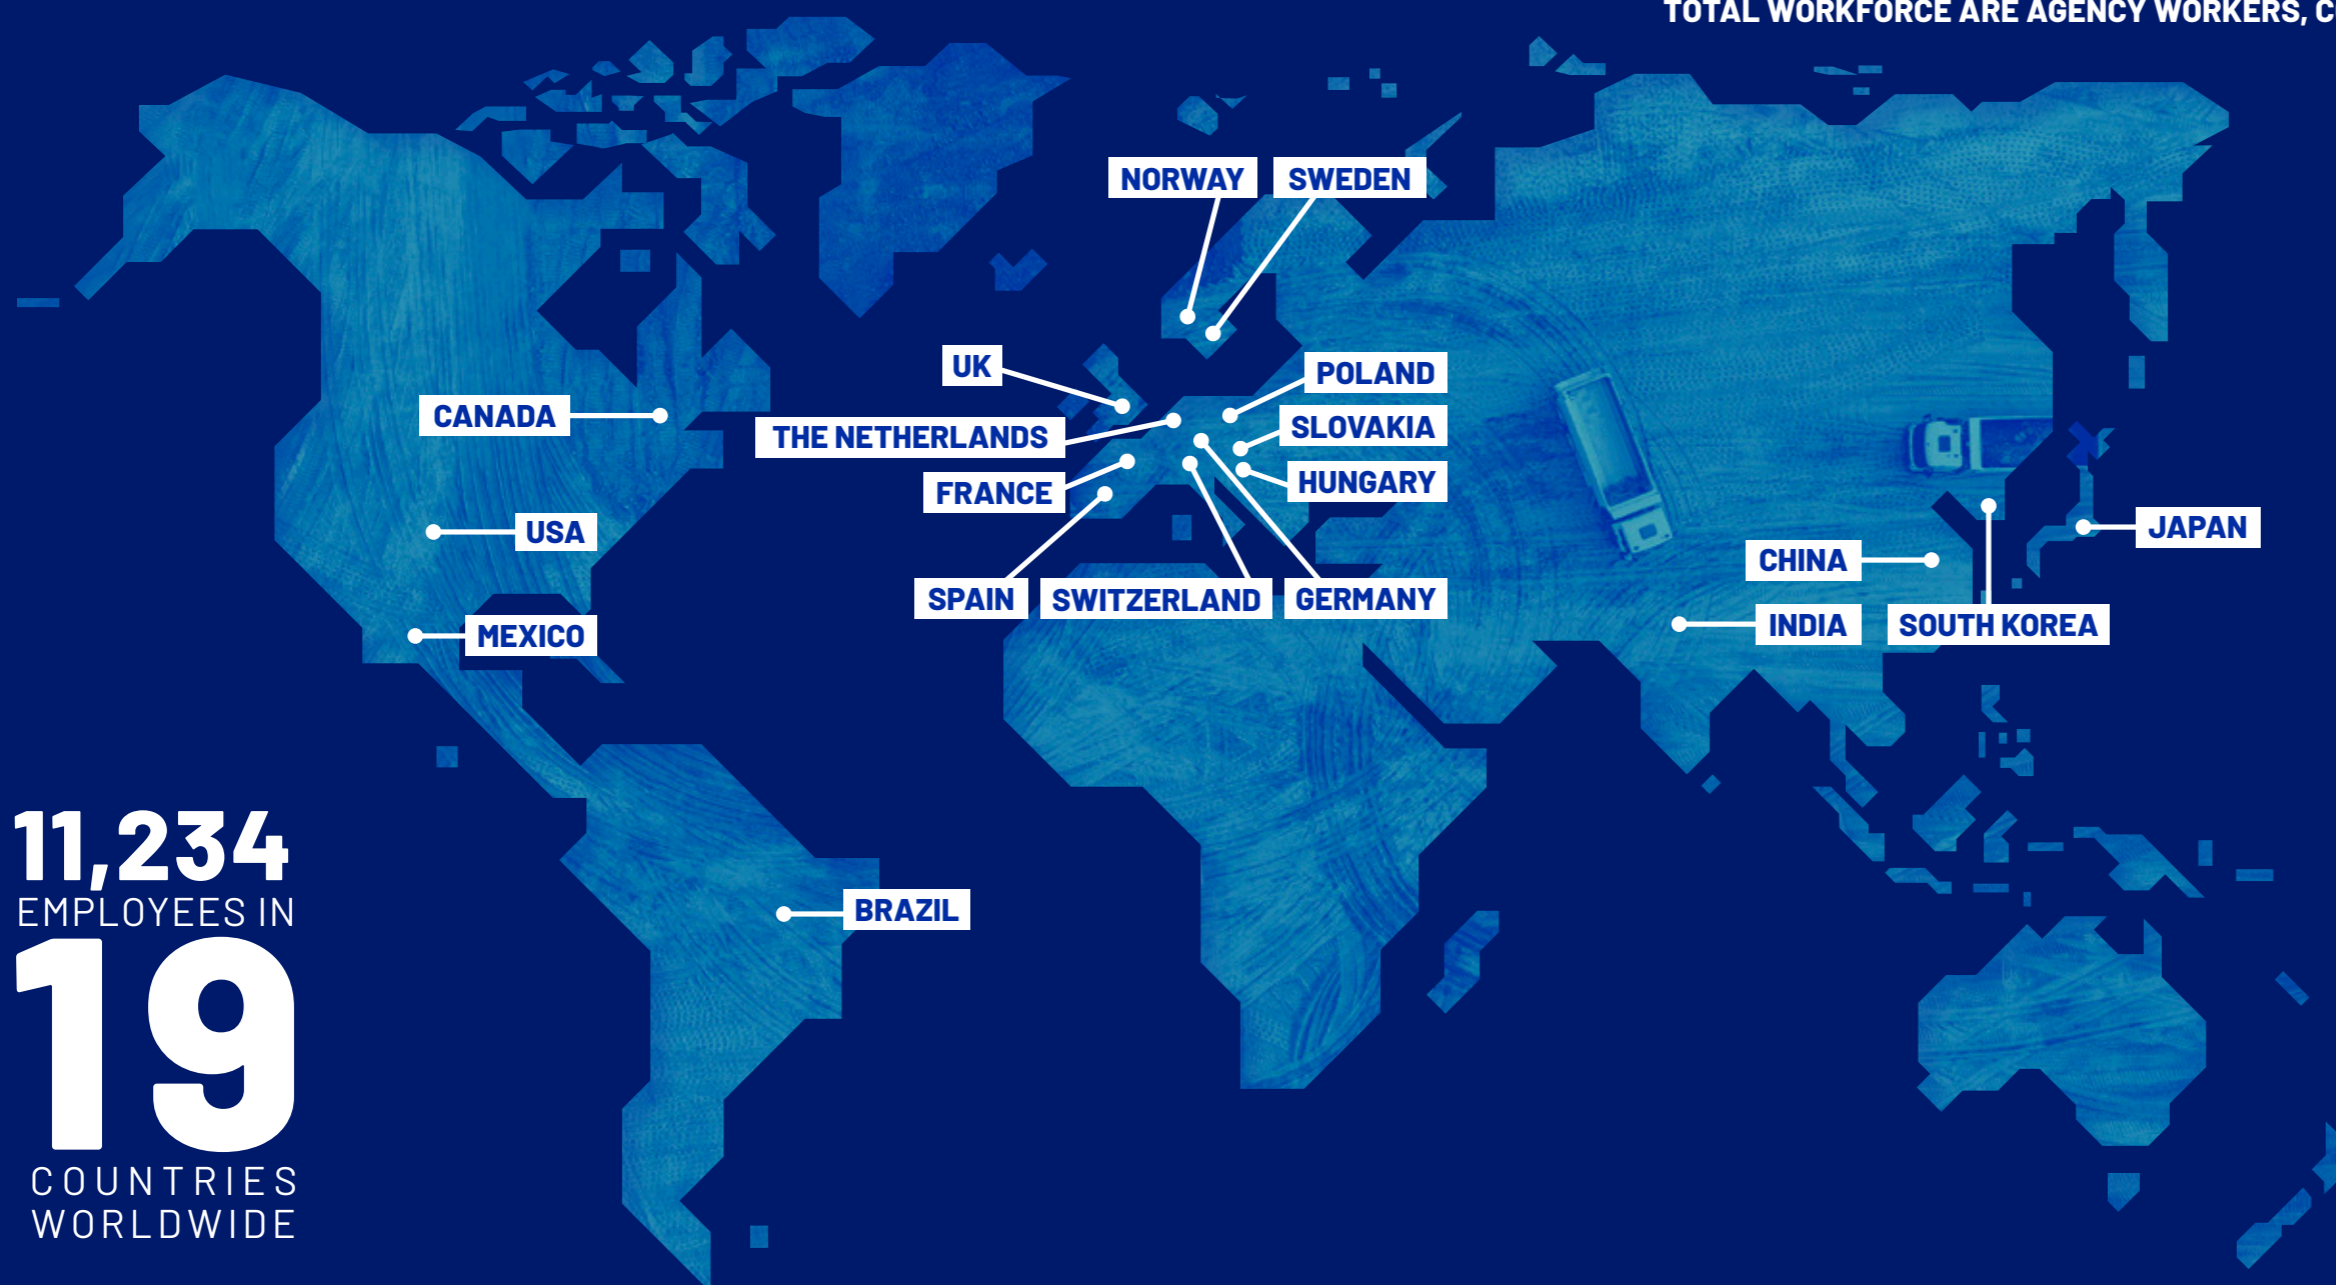 TOTAL WORKFORCE ARE AGENCY WORKERS,
NORWAY
SWEDEN
UK
POLAND
CANADA
THE NETHERLANDS
SLOVAKIA
FRANCE
HUNGARY
USA
JAPAN
CHINA
SPAIN
SWITZERLAND
GERMANY
MEXICO
INDIA
SOUTH KOREA
BRAZIL
11,234
EMPLOYEES IN
19
COUNTRIES
WORLDWIDE